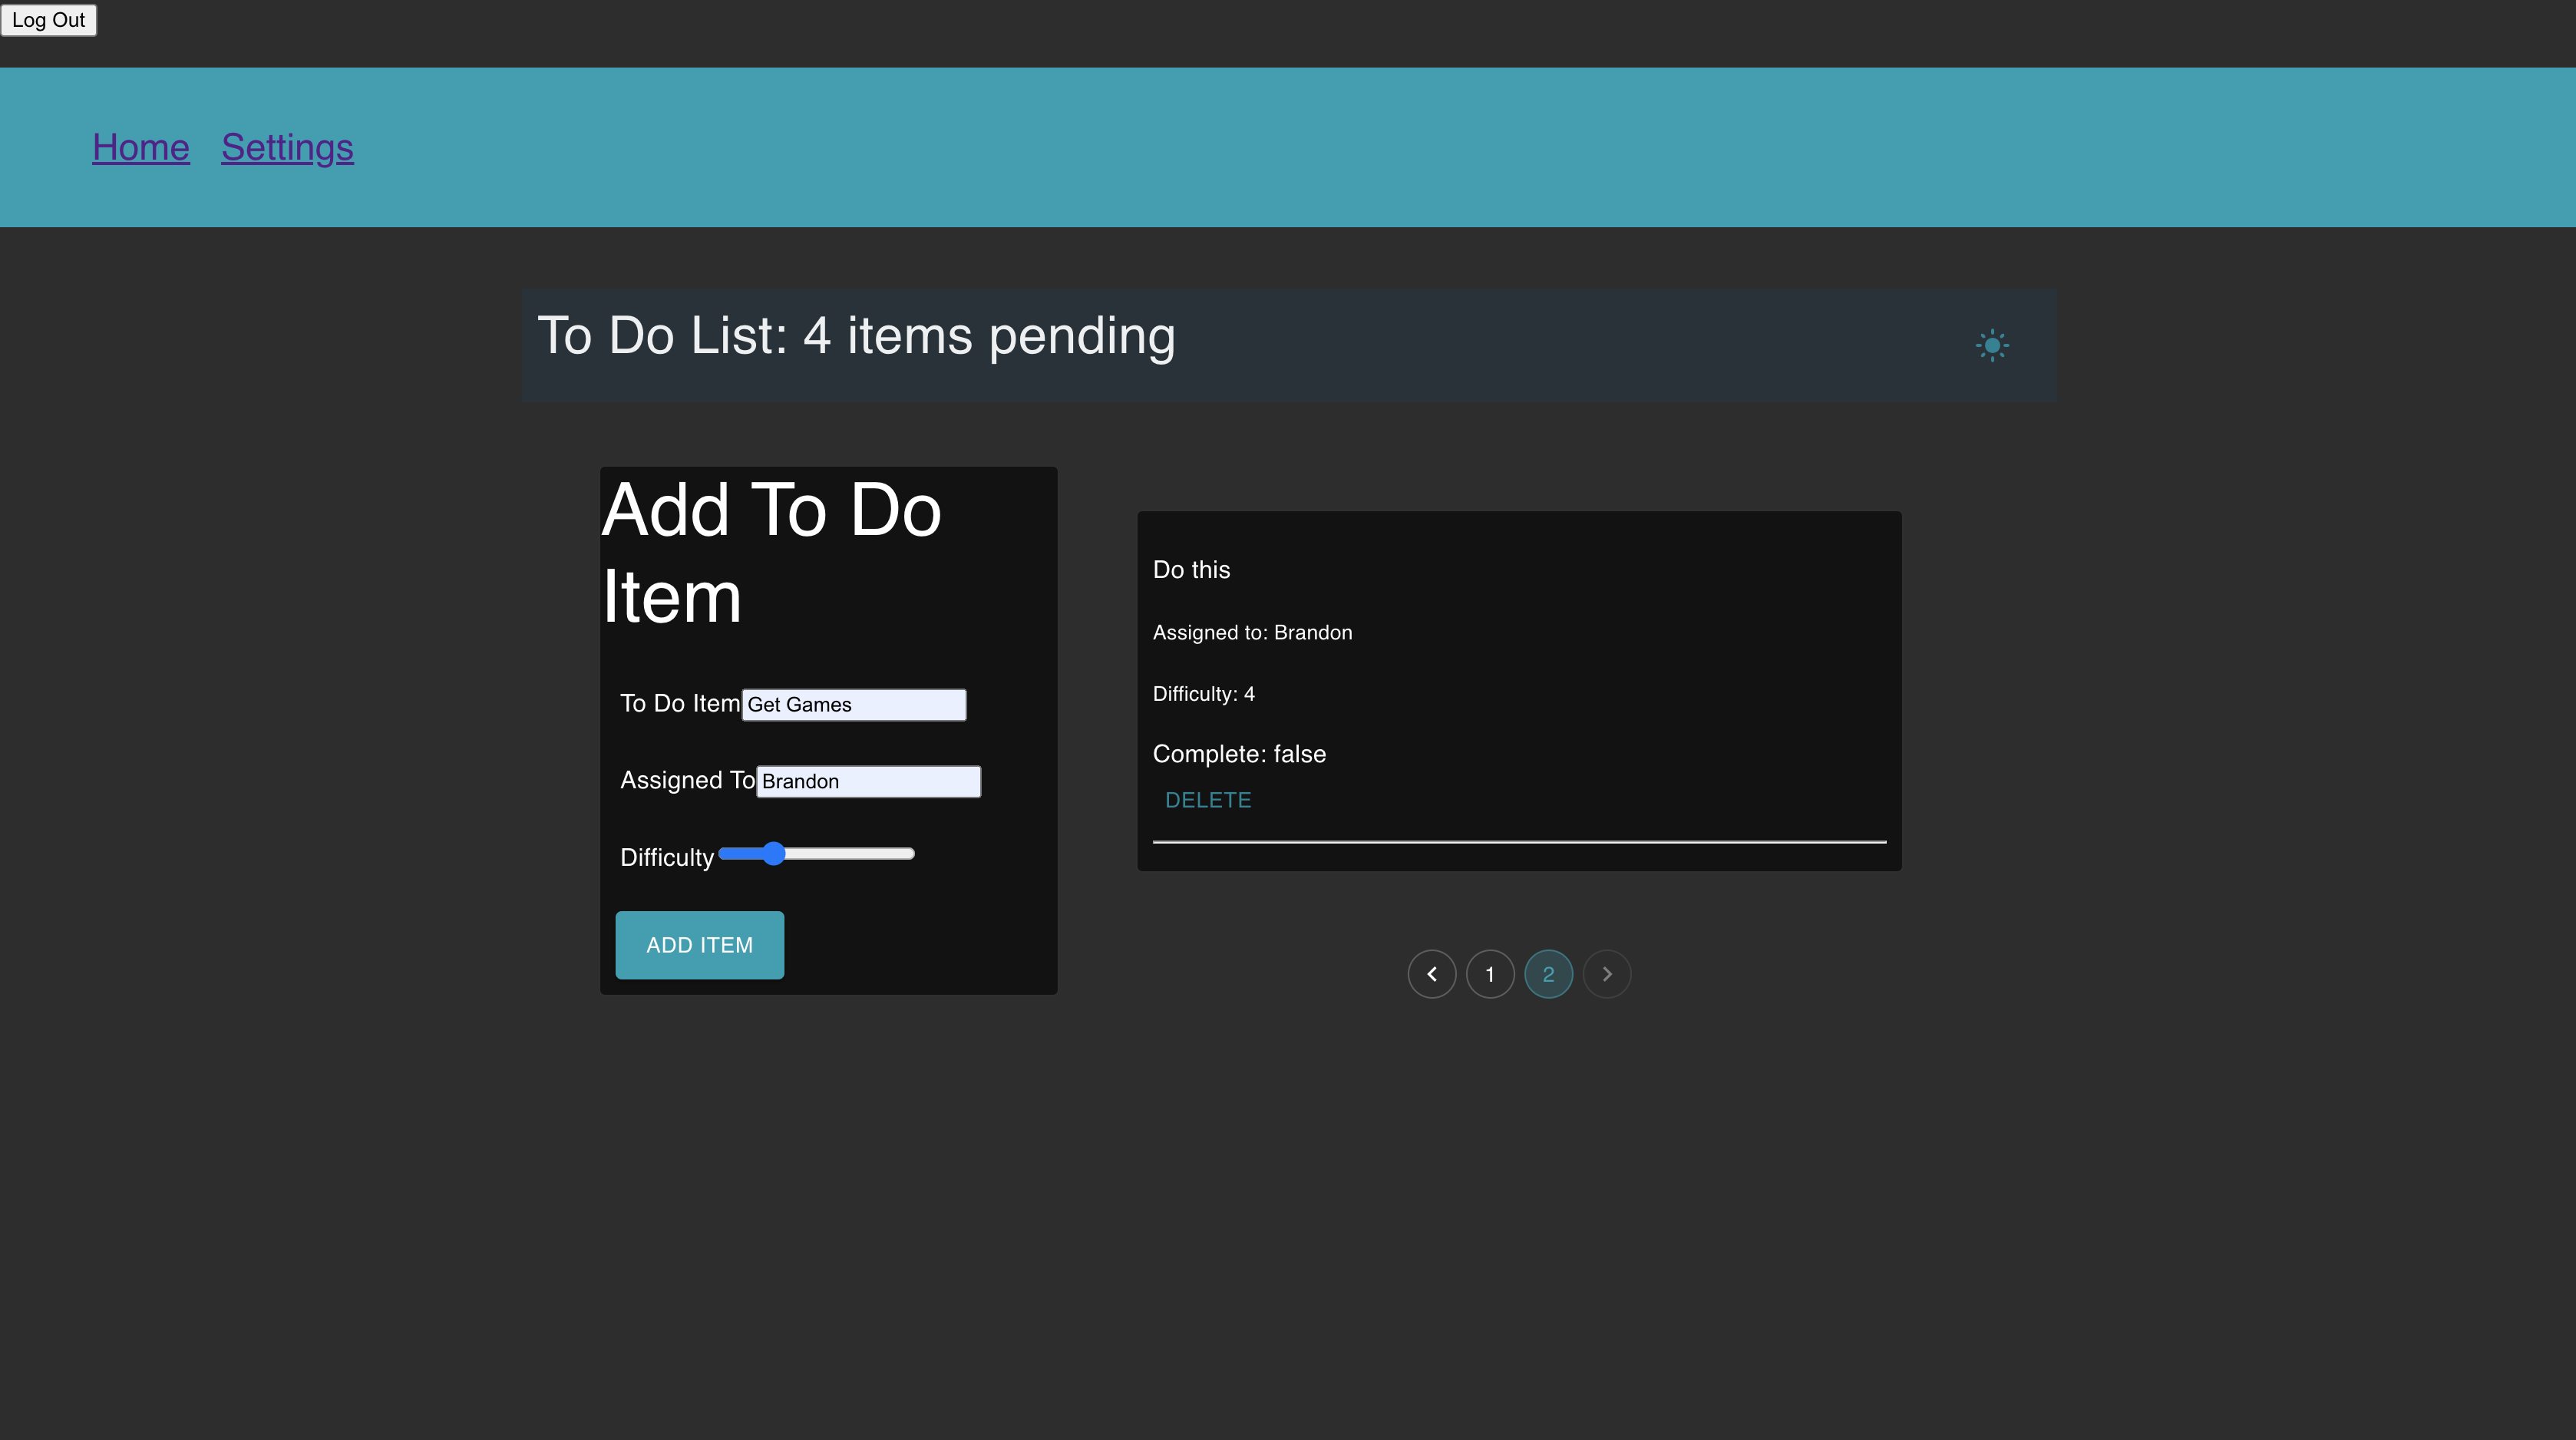 Log Out
Home Settings
To Do List: 4 items pending
Add To Do
Item
To Do Item Get Games
Assigned To Brandon
Difficulty
ADD ITEM
Do this
Assigned to: Brandon
Difficulty: 4
Complete: false
DELETE
1 2